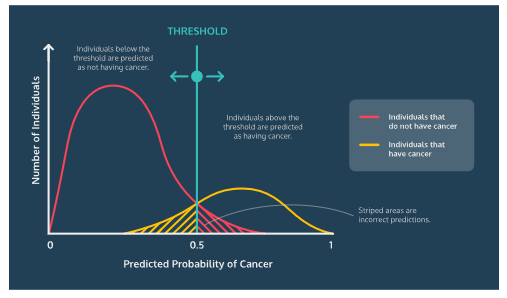 THRESHOLD
Individuals below the
threshold are predicted
as not having cancer.
Individuals above the
threshold are predicted
as having cancer.
Individuals that
do not have cancer
Individuals that
have cancer
Striped areas are
incorrect predictions.
Number of Individuals
0
0.5
1
Predicted Probability of Cancer